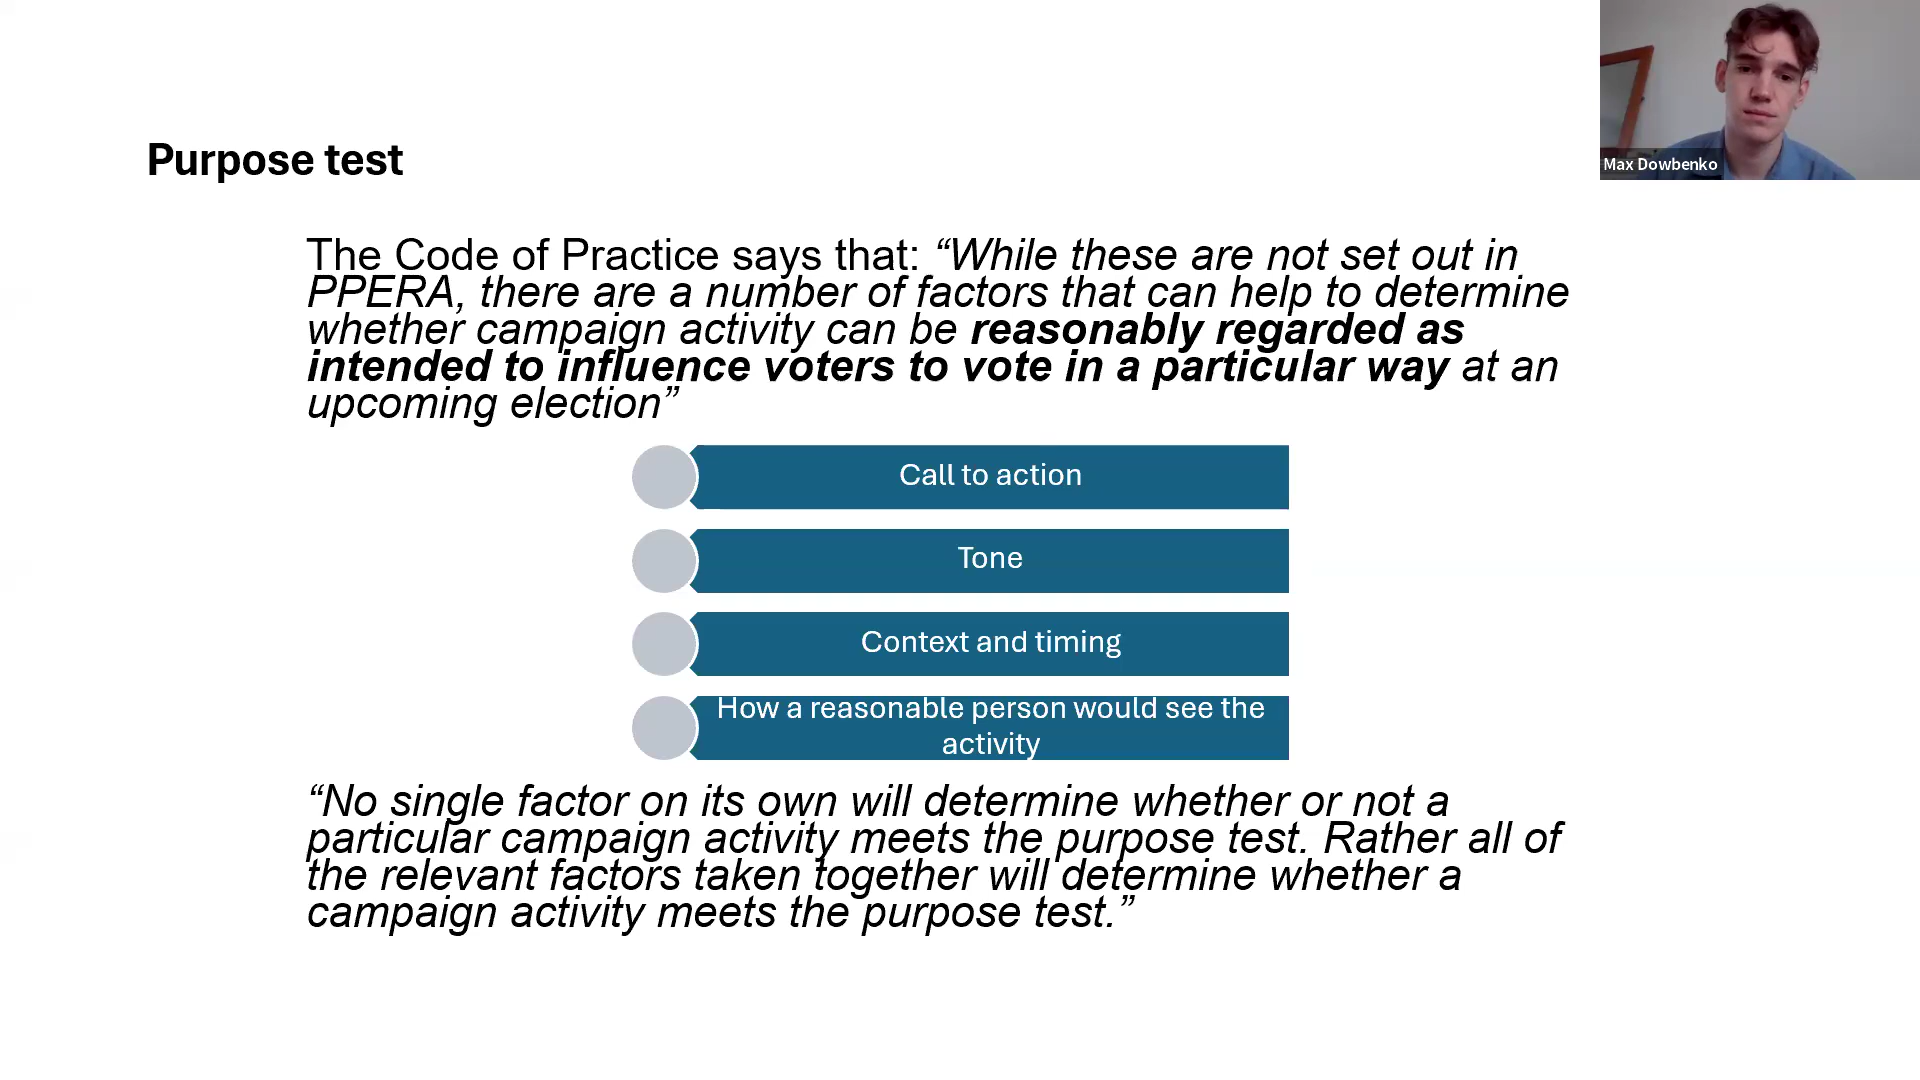 Max Dowbenko
Purpose test
The Code of Practice says that: “While these are not set out in
PPERA, there are a number of factors that can help to determine
whether campaign activity can be reasonably regarded as
intended to influence voters to vote in a particular way at an
upcoming election”
Call to action
Tone
Context and timing
How a reasonable person would see the
activity
“No single factor on its own will determine whether or not a
particular campaign activity meets the purpose test. Rather all of
the relevant factors taken together will determine whether a
campaign activity meets the purpose test.”